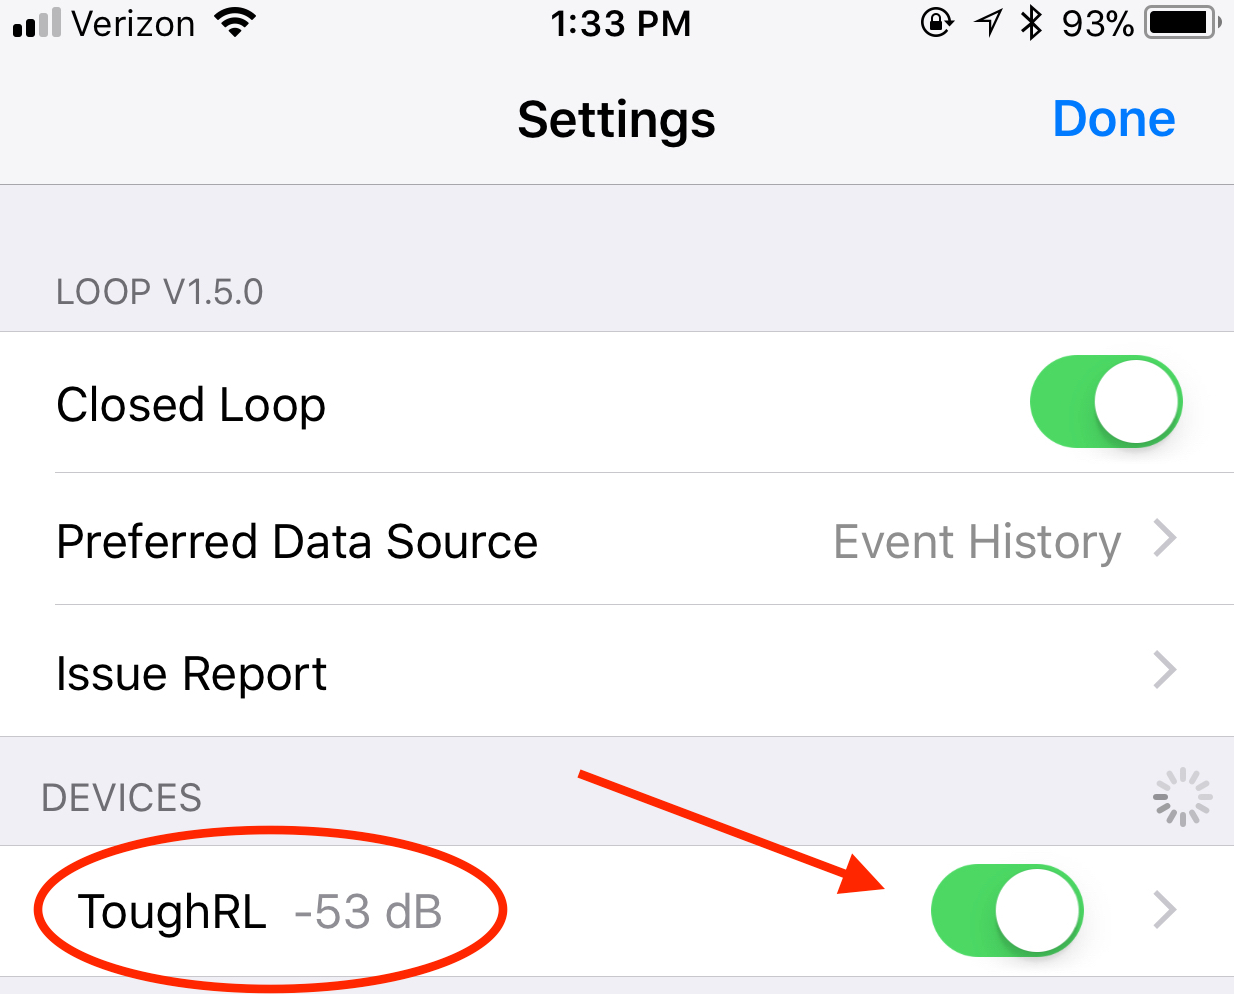 Verizon 1:33 PM 93%
Settings Done
LOOP V1.5.0
Closed Loop
Preferred Data Source Event History
Issue Report
DEVICES
ToughRL -53 dB